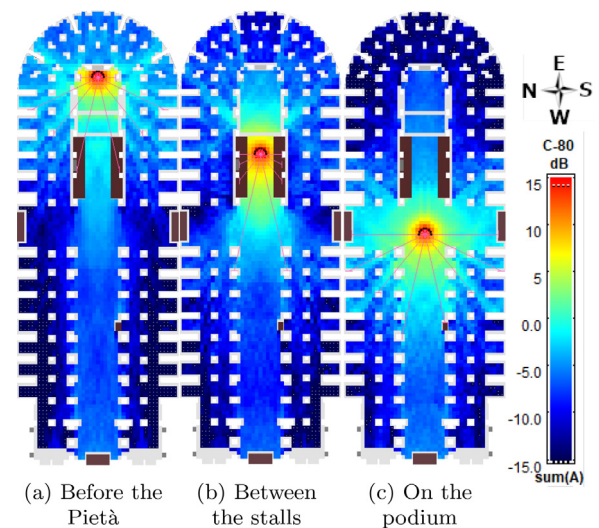 E
N S
W
C-80
dB
15
10
5
0.0
-5.0
-10.0
-15.0
sum(A)
(a) Before the
Pietà
(b) Between
the stalls
(c) On the
podium